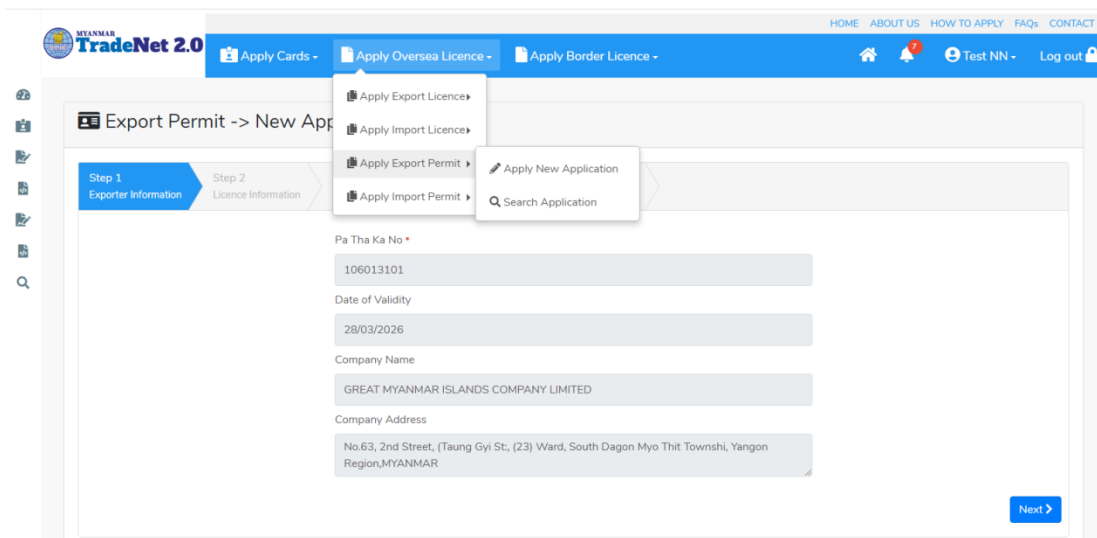 HOME ABOUT US HOW TO APPLY FAQs CONTACT
MYANMAR
TradeNet 2.0
Apply Cards
Apply Oversea Licence
Apply Border Licence
7
Test NN
Log out
Apply Export Licence
Apply Import Licence
Apply Export Permit
Apply Import Permit
Apply New Application
Search Application
Export Permit -> New App
Step 1
Exporter Information
Step 2
Licence Information
Pa Tha Ka No *
106013101
Date of Validity
28/03/2026
Company Name
GREAT MYANMAR ISLANDS COMPANY LIMITED
Company Address
No.63, 2nd Street, (Taung Gyi St:, (23) Ward, South Dagon Myo Thit Townshi, Yangon
Region,MYANMAR
Next